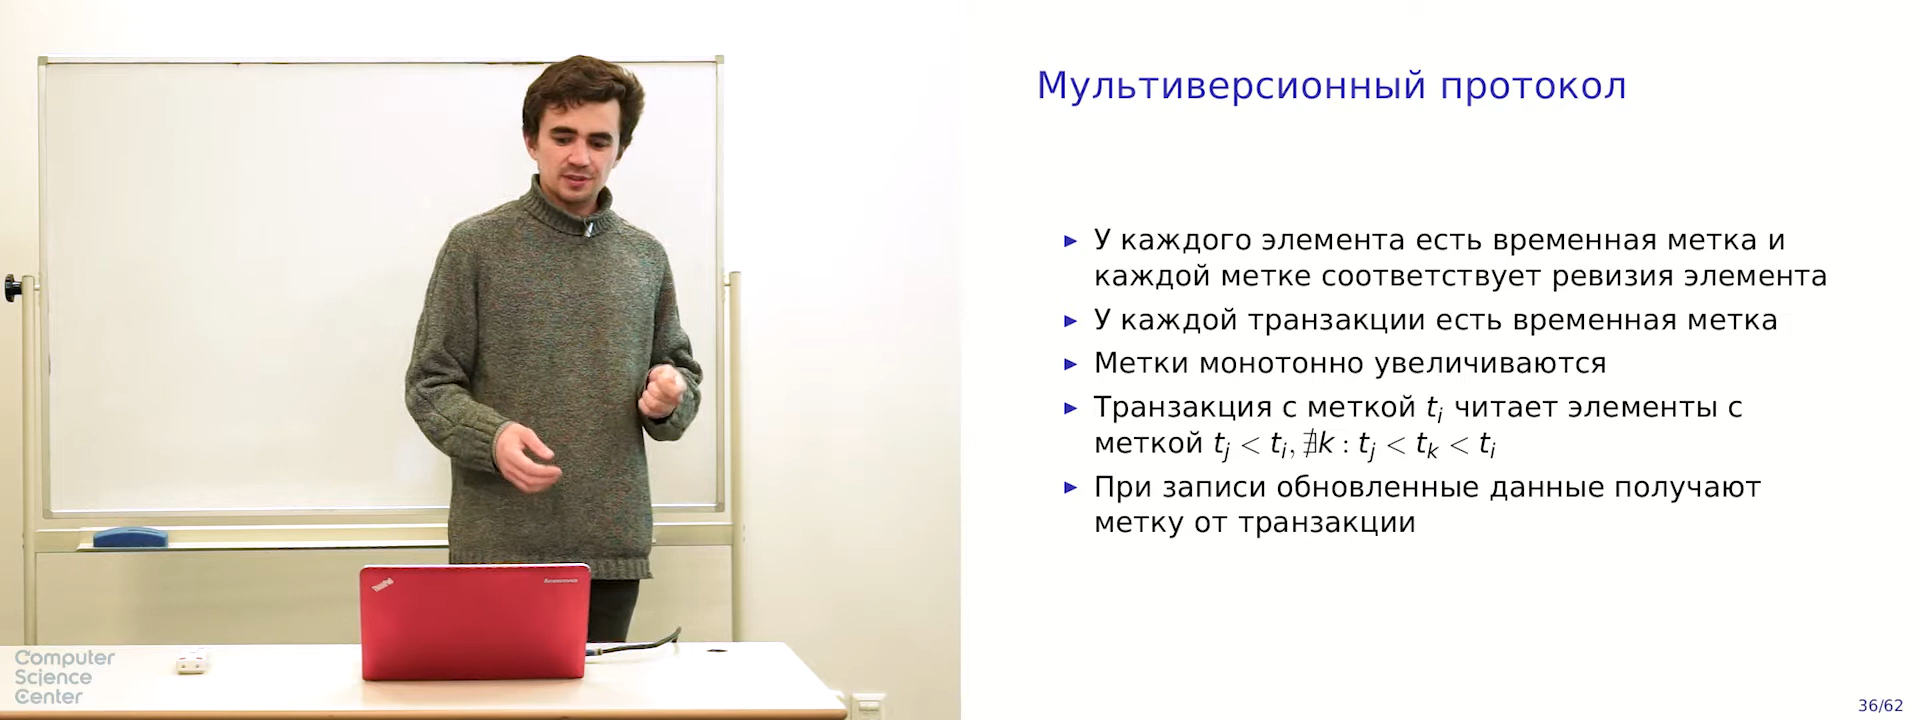 Мультиверсионный протокол
► У каждого элемента есть временная метка и
каждой метке соответствует ревизия элемента
► У каждой транзакции есть временная метка
► Метки монотонно увеличиваются
► Транзакция с меткой tᵢ читает элементы с
меткой tⱼ < tᵢ, ∄k : tⱼ < tₖ < tᵢ
► При записи обновленные данные получают
метку от транзакции
36/62
ThinkPad
lenovo
Computer
Science
Center